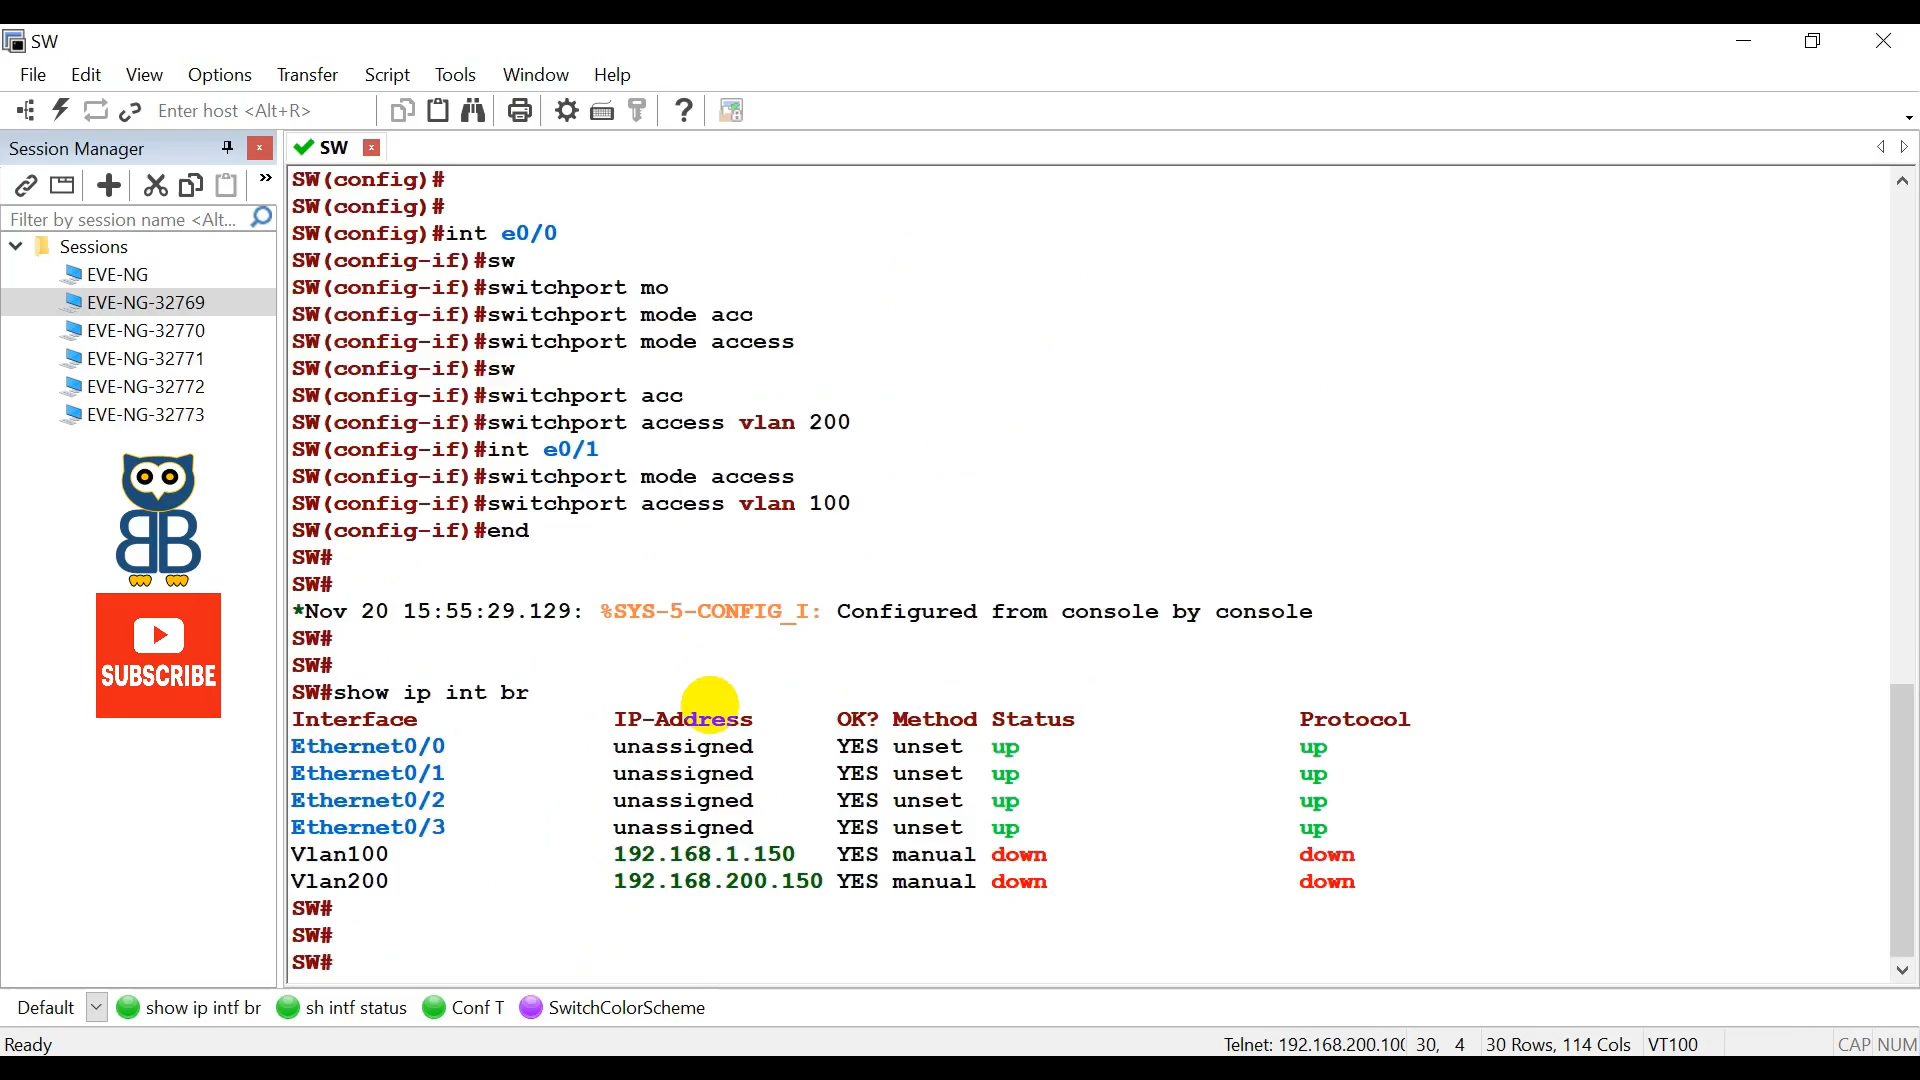 SW
File Edit View Options Transfer Script Tools Window Help
Enter host <Alt+R>
Session Manager
SW
Filter by session name <Alt...
Sessions
EVE-NG
EVE-NG-32769
EVE-NG-32770
EVE-NG-32771
EVE-NG-32772
EVE-NG-32773
BB
SUBSCRIBE
SW(config)#
SW(config)#
SW(config)#int e0/0
SW(config-if)#sw
SW(config-if)#switchport mo
SW(config-if)#switchport mode acc
SW(config-if)#switchport mode access
SW(config-if)#sw
SW(config-if)#switchport acc
SW(config-if)#switchport access vlan 200
SW(config-if)#int e0/1
SW(config-if)#switchport mode access
SW(config-if)#switchport access vlan 100
SW(config-if)#end
SW#
SW#
*Nov 20 15:55:29.129: %SYS-5-CONFIG_I: Configured from console by console
SW#
SW#
SW#show ip int br
Interface IP-Address OK? Method Status Protocol
Ethernet0/0 unassigned YES unset up up
Ethernet0/1 unassigned YES unset up up
Ethernet0/2 unassigned YES unset up up
Ethernet0/3 unassigned YES unset up up
Vlan100 192.168.1.150 YES manual down down
Vlan200 192.168.200.150 YES manual down down
SW#
SW#
SW#
Default show ip intf br sh intf status Conf T SwitchColorScheme
Ready Telnet: 192.168.200.100 30, 4 30 Rows, 114 Cols VT100 CAP NUM